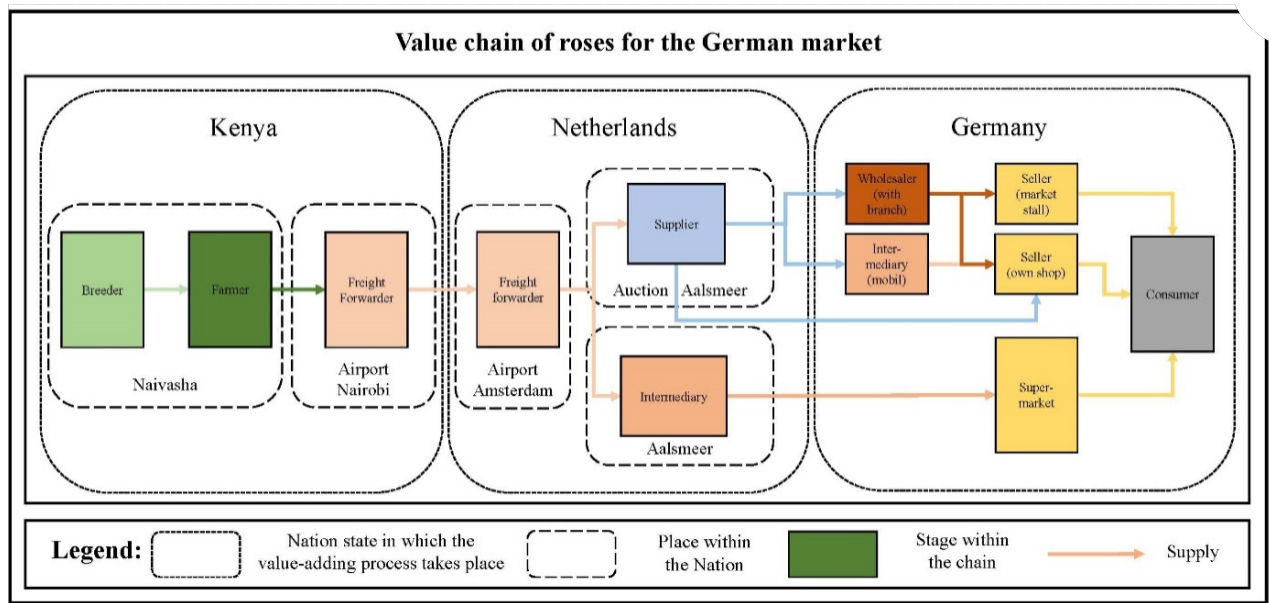 Value chain of roses for the German market
Kenya
Netherlands
Germany
Breeder
Farmer
Naivasha
Freight
Forwarder
Airport
Nairobi
Freight
forwarder
Airport
Amsterdam
Supplier
Auction Aalsmeer
Intermediary
Aalsmeer
Wholesaler
(with
branch)
Inter-
mediary
(mobil)
Seller
(market
stall)
Seller
(own shop)
Super-
market
Consumer
Legend:
Nation state in which the
value-adding process takes place
Place within
the Nation
Stage within
the chain
Supply